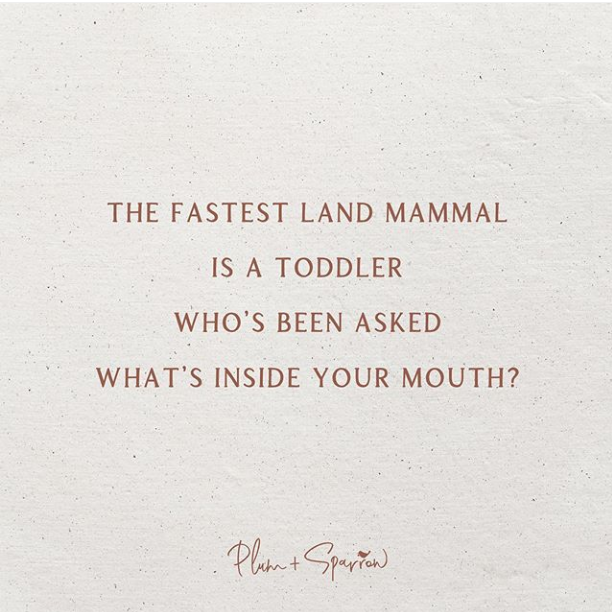 THE FASTEST LAND MAMMAL
IS A TODDLER
WHO'S BEEN ASKED
WHAT'S INSIDE YOUR MOUTH?
Plum + Sparrow